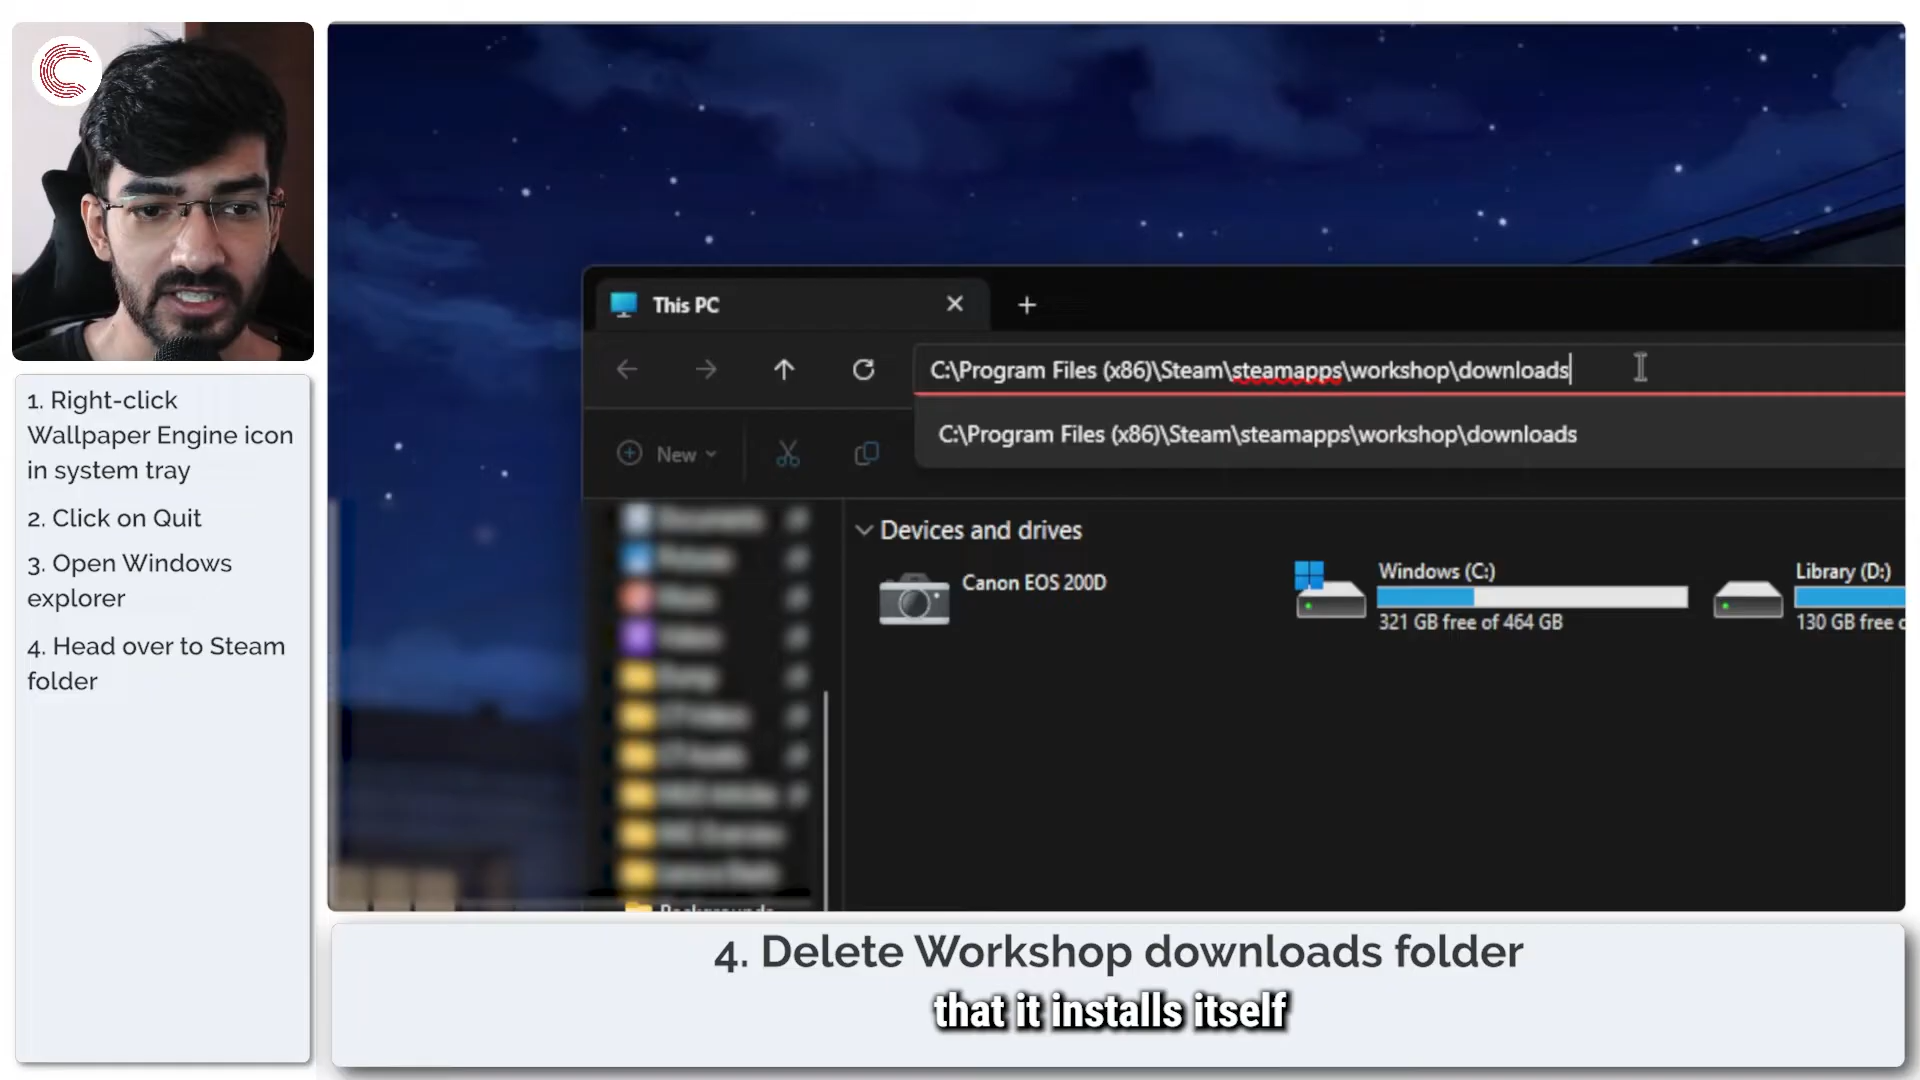 1. Right-click
Wallpaper Engine icon
in system tray
2. Click on Quit
3. Open Windows
explorer
4. Head over to Steam
folder
This PC
C:\Program Files (x86)\Steam\steamapps\workshop\downloads
C:\Program Files (x86)\Steam\steamapps\workshop\downloads
New
Devices and drives
Canon EOS 200D
Windows (C:)
321 GB free of 464 GB
Library (D:)
130 GB free
4. Delete Workshop downloads folder
that it installs itself